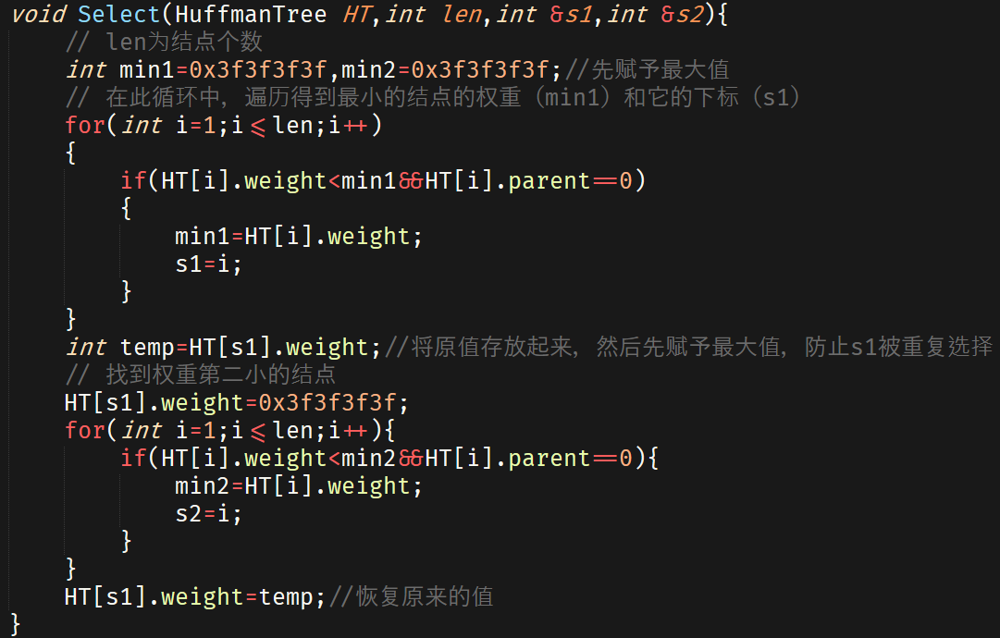 void Select(HuffmanTree HT,int len,int &s1,int &s2){
    // len为结点个数
    int min1=0x3f3f3f3f,min2=0x3f3f3f3f;//先赋予最大值
    // 在此循环中，遍历得到最小的结点的权重（min1）和它的下标（s1）
    for(int i=1;i<=len;i++)
    {
        if(HT[i].weight<min1&&HT[i].parent==0)
        {
            min1=HT[i].weight;
            s1=i;
        }
    }
    int temp=HT[s1].weight;//将原值存放起来，然后先赋予最大值，防止s1被重复选择
    // 找到权重第二小的结点
    HT[s1].weight=0x3f3f3f3f;
    for(int i=1;i<=len;i++){
        if(HT[i].weight<min2&&HT[i].parent==0){
            min2=HT[i].weight;
            s2=i;
        }
    }
    HT[s1].weight=temp;//恢复原来的值
}